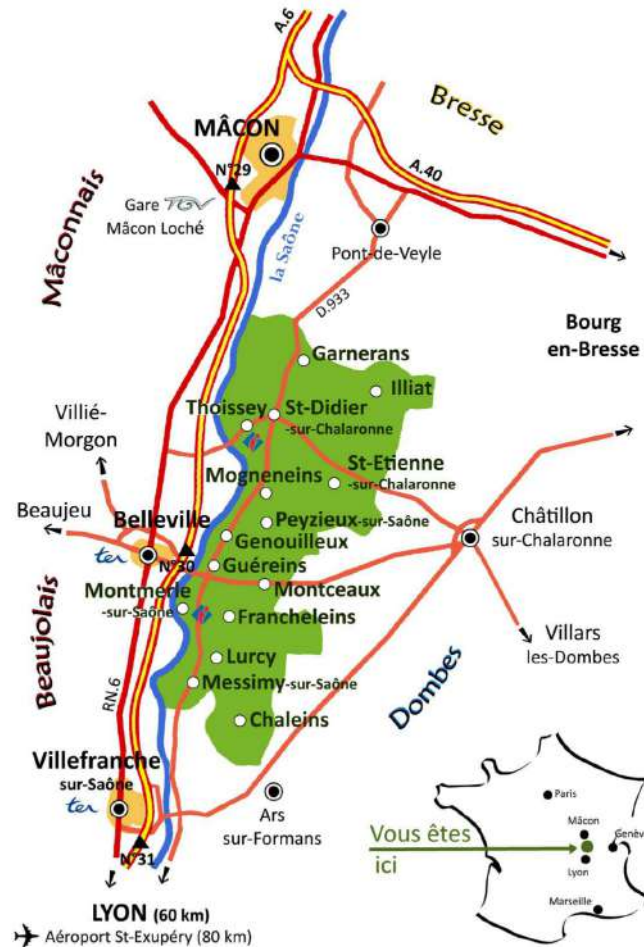 A.6
Bresse
MÂCON
N°29
A.40
Gare TGV
Mâcon Loché
Mâconnais
la Saône
Pont-de-Veyle
D.933
Bourg
en-Bresse
Garnerans
Illiat
Thoissey
St-Didier
-sur-Chalaronne
Villié-
Morgon
St-Etienne
-sur-Chalaronne
Mogneneins
Beaujeu
Belleville
Peyzieux-sur-Saône
Châtillon
sur-Chalaronne
Genouilleux
ter
N°30
Guéreins
Montceaux
Montmerle
-sur-Saône
Francheleins
Beaujolais
Villars
les-Dombes
Lurcy
Dombes
Messimy-sur-Saône
RN.6
Chaleins
Villefranche
sur-Saône
ter
Ars
sur-Formans
N°31
LYON (60 km)
Aéroport St-Exupéry (80 km)
Paris
Vous êtes
ici
Mâcon
Genève
Lyon
Marseille